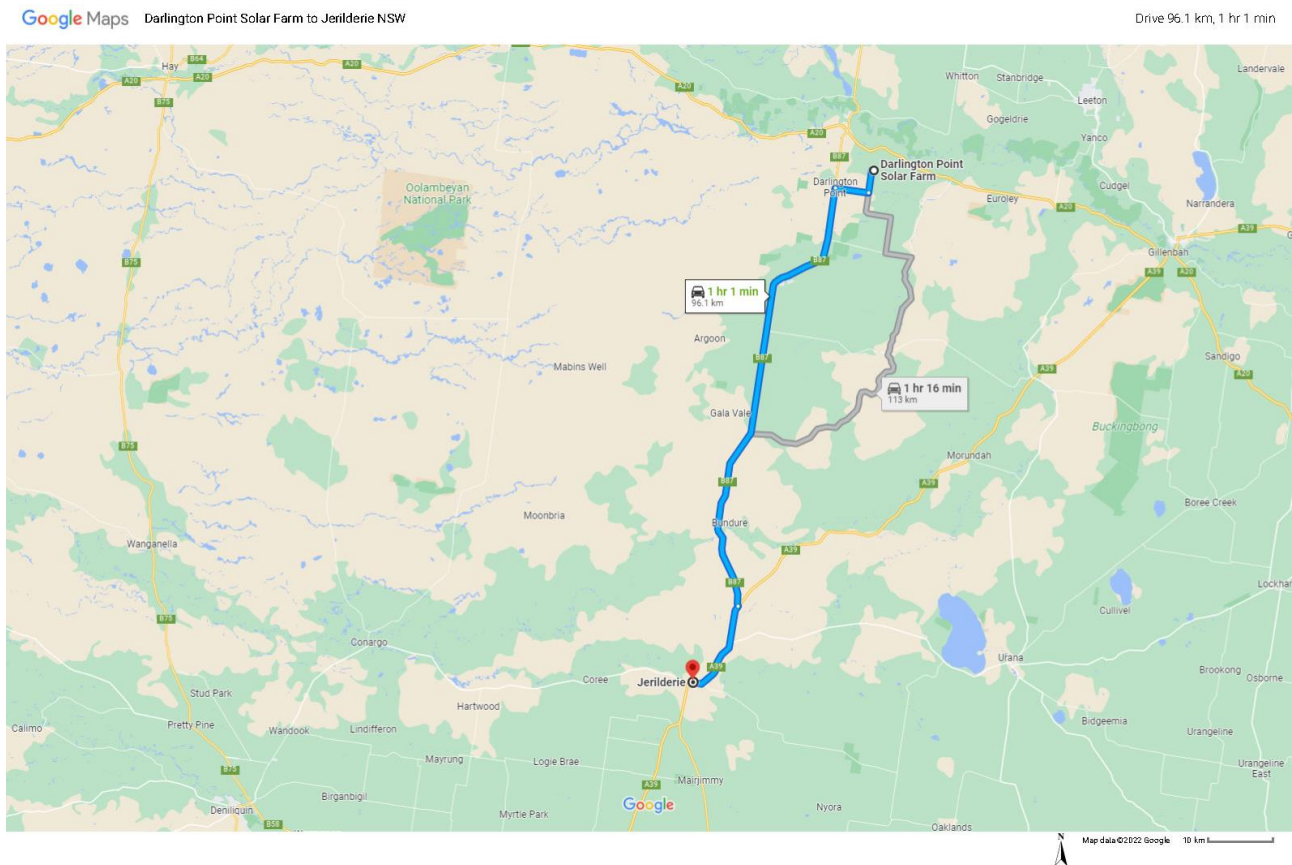 Google Maps Darlington Point Solar Farm to Jerilderie NSW
Drive 96.1 km, 1 hr 1 min
Hay
B64
A20
A20
A20
B75
A20
Whitton
Stanbridge
Landervale
Leeton
Gogeldrie
Yanco
A20
B87
Darlington Point
Solar Farm
Darlington
Point
Oolambeyan
National Park
Cudgel
Euroley
A20
Narrandera
A39
Gillenbah
B75
B87
A39
A20
1 hr 1 min
96.1 km
Argoon
B87
Mabins Well
A39
Sandigo
A20
1 hr 16 min
113 km
Gala Vale
Buckingbong
B75
Morundah
B87
A39
Boree Creek
Moonbria
Bundure
Wanganella
A39
B87
Lockha
Cullivel
B75
Conargo
Urana
A39
Coree
Jerilderie
Brookong
Osborne
Stud Park
Hartwood
Calimo
Pretty Pine
Wandook
Lindifferon
Bidgeemia
Urangeline
Mayrung
Logie Brae
B75
Urangeline
East
Mairjimmy
A39
Birganbigil
Google
Nyora
Deniliquin
Myrtle Park
B58
Oaklands
N
Map data ©2022 Google
10 km